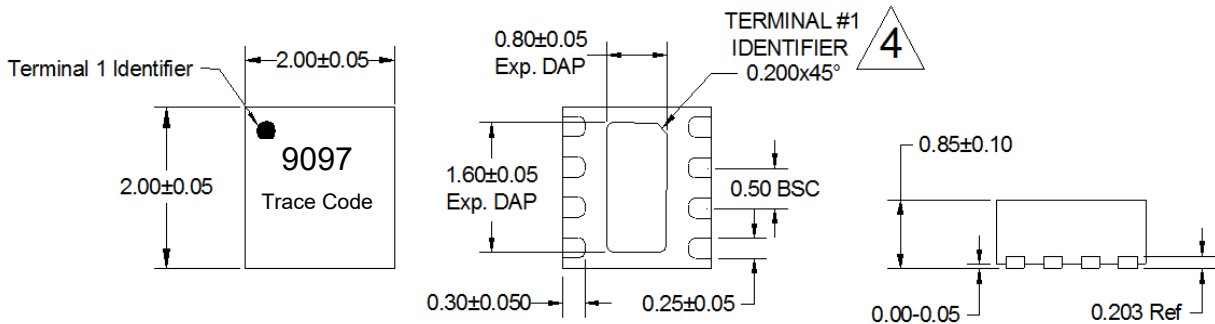 Terminal 1 Identifier
2.00±0.05
2.00±0.05
9097
Trace Code
0.80±0.05
Exp. DAP
TERMINAL #1
IDENTIFIER
0.200x45°
4
1.60±0.05
Exp. DAP
0.50 BSC
0.30±0.050
0.25±0.05
0.85±0.10
0.00-0.05
0.203 Ref